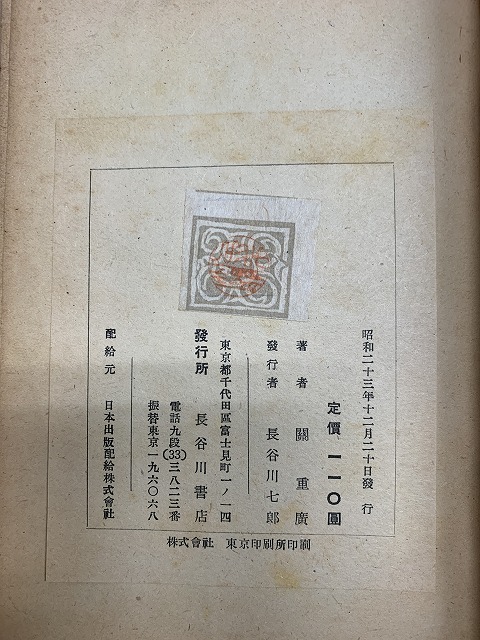 昭和二十三年十二月二十日發行
定價 一一〇圓
著者 關重廣
發行者 長谷川七郎
東京都千代田區富士見町一ノ一四
發行所 長谷川書店
電話九段(33)三八二三番
振替東京一九六〇六八
配給元 日本出版配給株式會社
株式會社 東京印刷所印刷